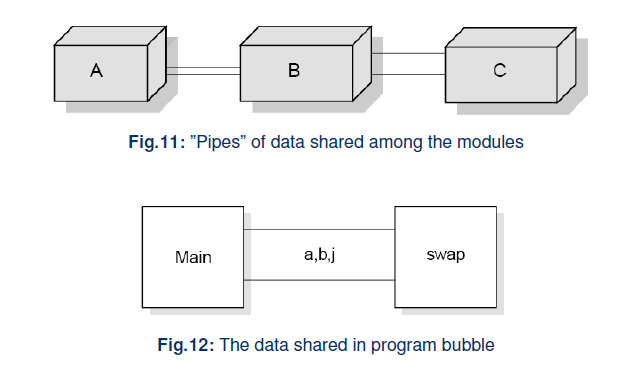 A B C
Fig.11: ”Pipes” of data shared among the modules
Main a,b,j swap
Fig.12: The data shared in program bubble